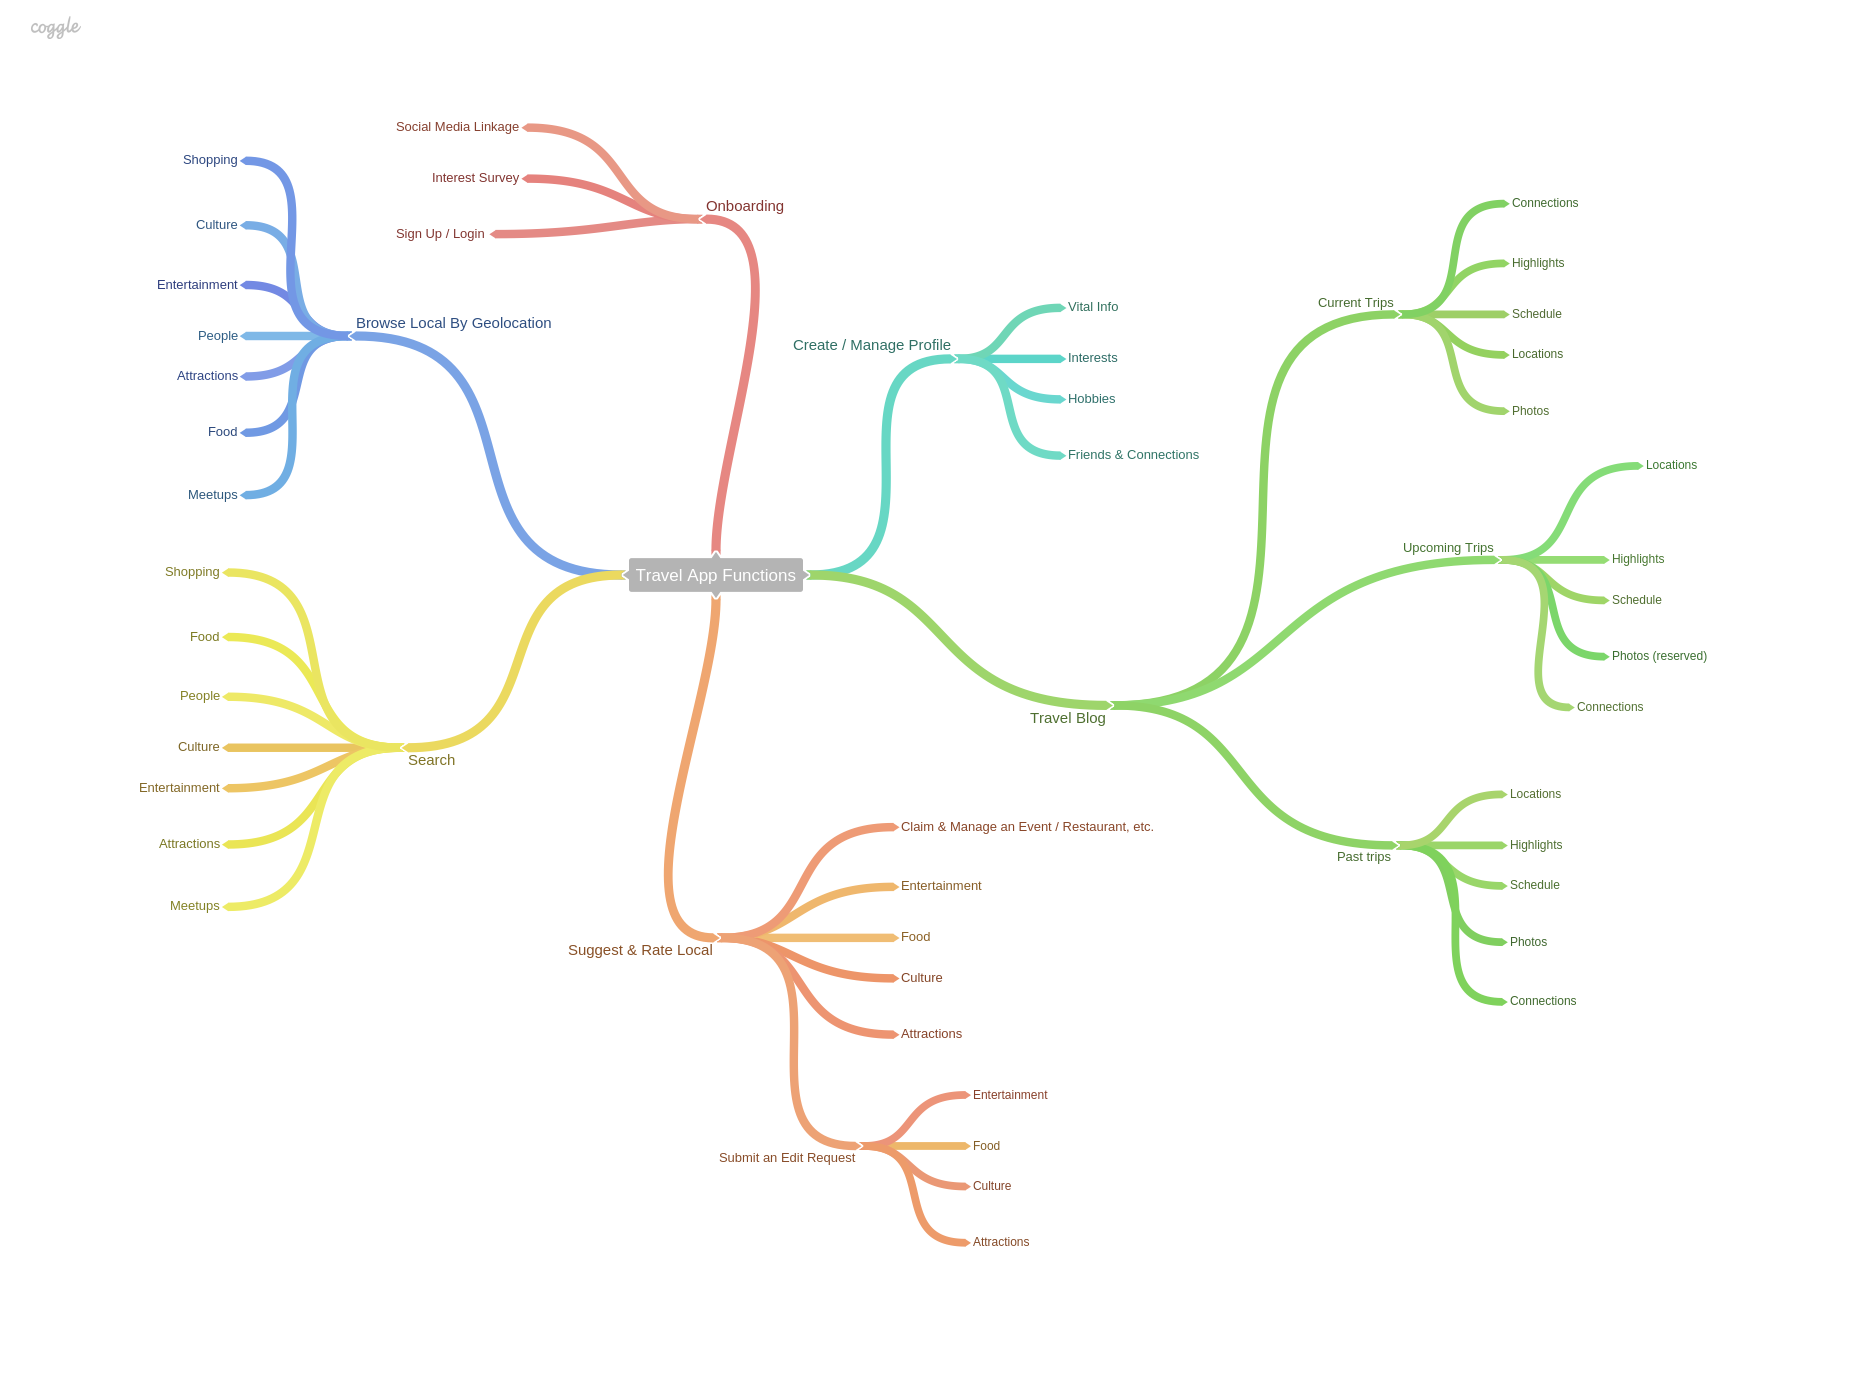 coggle
Travel App Functions
Onboarding
Social Media Linkage
Interest Survey
Sign Up / Login
Browse Local By Geolocation
Shopping
Culture
Entertainment
People
Attractions
Food
Meetups
Search
Shopping
Food
People
Culture
Entertainment
Attractions
Meetups
Create / Manage Profile
Vital Info
Interests
Hobbies
Friends & Connections
Travel Blog
Current Trips
Connections
Highlights
Schedule
Locations
Photos
Upcoming Trips
Locations
Highlights
Schedule
Photos (reserved)
Connections
Past trips
Locations
Highlights
Schedule
Photos
Connections
Suggest & Rate Local
Claim & Manage an Event / Restaurant, etc.
Entertainment
Food
Culture
Attractions
Submit an Edit Request
Entertainment
Food
Culture
Attractions